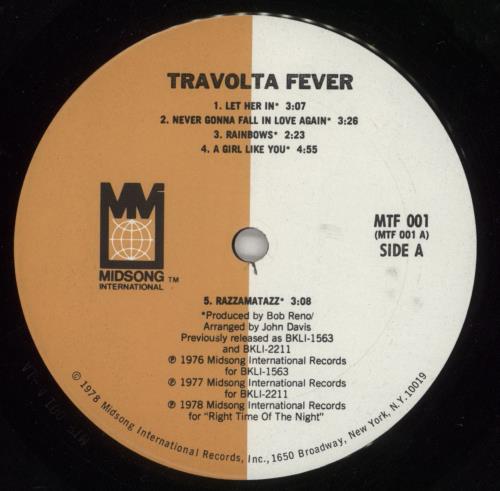 TRAVOLTA FEVER
1. LET HER IN* 3:07
2. NEVER GONNA FALL IN LOVE AGAIN* 3:26
3. RAINBOWS* 2:23
4. A GIRL LIKE YOU* 4:55
MM
MIDSONG TM
INTERNATIONAL
MTF 001
(MTF 001 A)
SIDE A
5. RAZZAMATAZZ* 3:08
*Produced by Bob Reno/
Arranged by John Davis
Previously released as BKLI-1563
and BKLI-2211
℗ 1976 Midsong International Records
for BKLI-1563
℗ 1977 Midsong International Records
for BKLI-2211
℗ 1978 Midsong International Records
for "Right Time Of The Night"
© 1978 Midsong International Records, Inc., 1650 Broadway, New York, N.Y. 10019